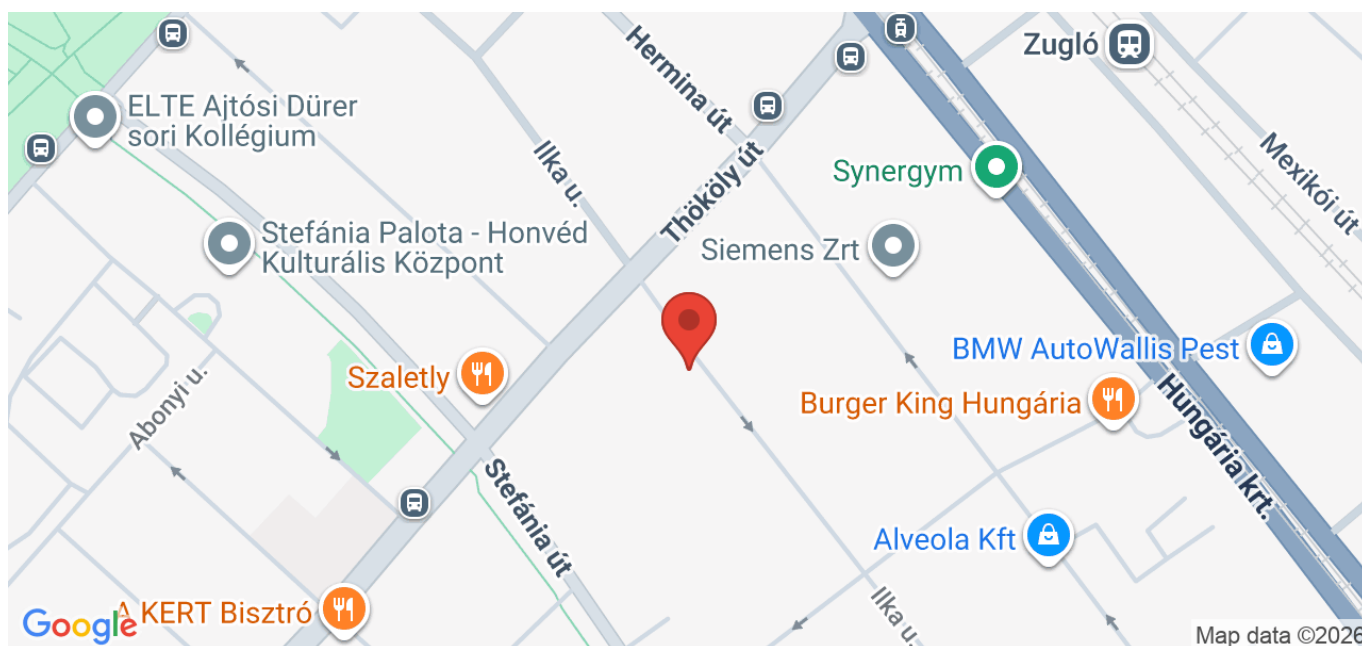 Hermina út
Zugló
ELTE Ajtósi Dürer
sori Kollégium
Ilka u.
Thököly út
Mexikói út
Synergym
Stefánia Palota - Honvéd
Kulturális Központ
Siemens Zrt
Szaletly
BMW AutoWallis Pest
Abonyi u.
Burger King Hungária
Hungária krt.
Stefánia út
Alveola Kft
Ilka u.
A KERT Bisztró
Google
Map data ©2026